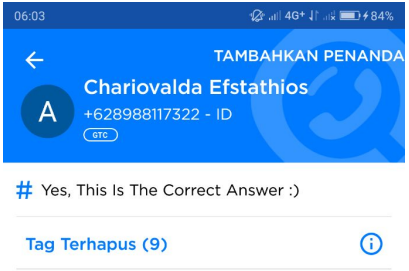 06:03 4G+ 84%
TAMBAHKAN PENANDA
Chariovalda Efstathios
A
+628988117322 - ID
GTC
# Yes, This Is The Correct Answer :)
Tag Terhapus (9)